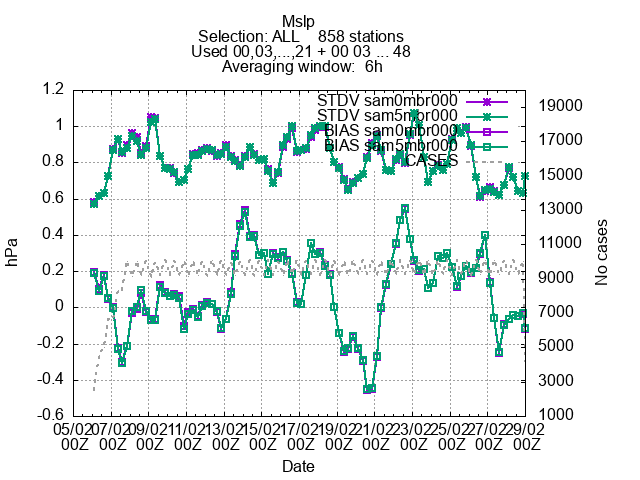 Mslp
Selection: ALL 858 stations
Used 00,03,...,21 + 00 03 ... 48
Averaging window: 6h
STDV sam0mbr000
STDV sam5mbr000
BIAS sam0mbr000
BIAS sam5mbr000
CASES
1.2
1
0.8
0.6
0.4
0.2
0
-0.2
-0.4
-0.6
hPa
19000
17000
15000
13000
11000
9000
7000
5000
3000
1000
No cases
05/02 07/02 09/02 11/02 13/02 15/02 17/02 19/02 21/02 23/02 25/02 27/02 29/02
00Z 00Z 00Z 00Z 00Z 00Z 00Z 00Z 00Z 00Z 00Z 00Z 00Z
Date